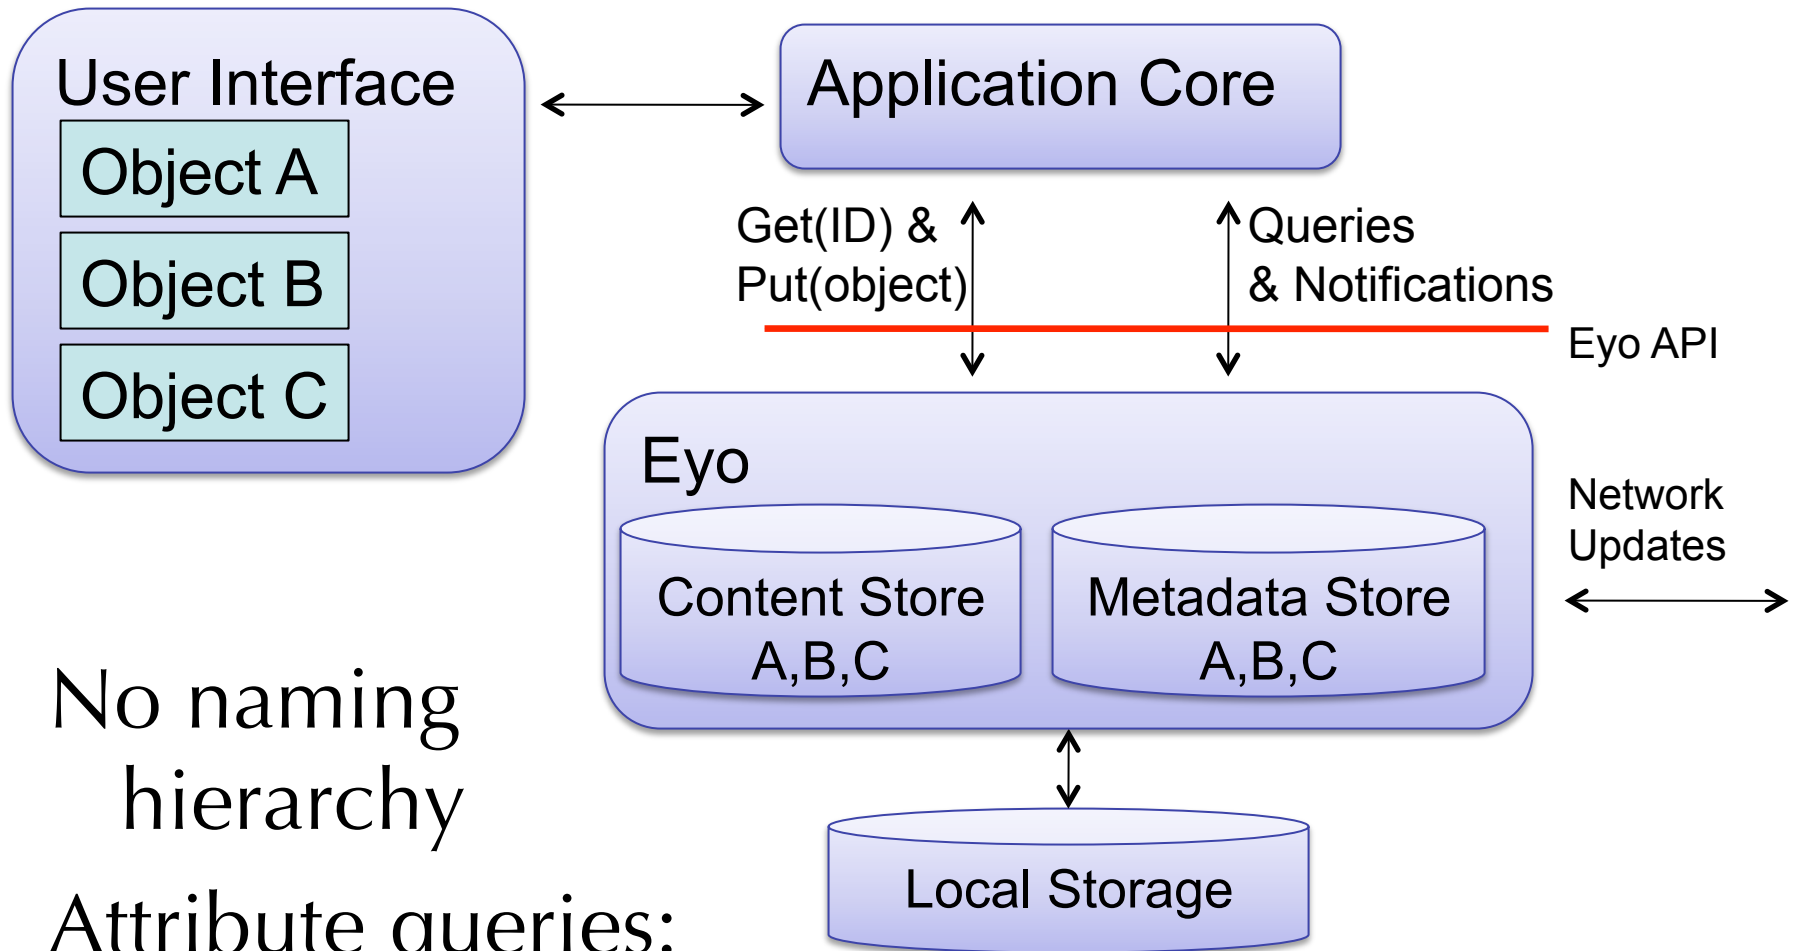 User Interface
Object A
Object B
Object C
Application Core
Get(ID) &
Put(object)
Queries
& Notifications
Eyo API
Eyo
Content Store
A,B,C
Metadata Store
A,B,C
Network
Updates
Local Storage
No naming
hierarchy
Attribute queries: